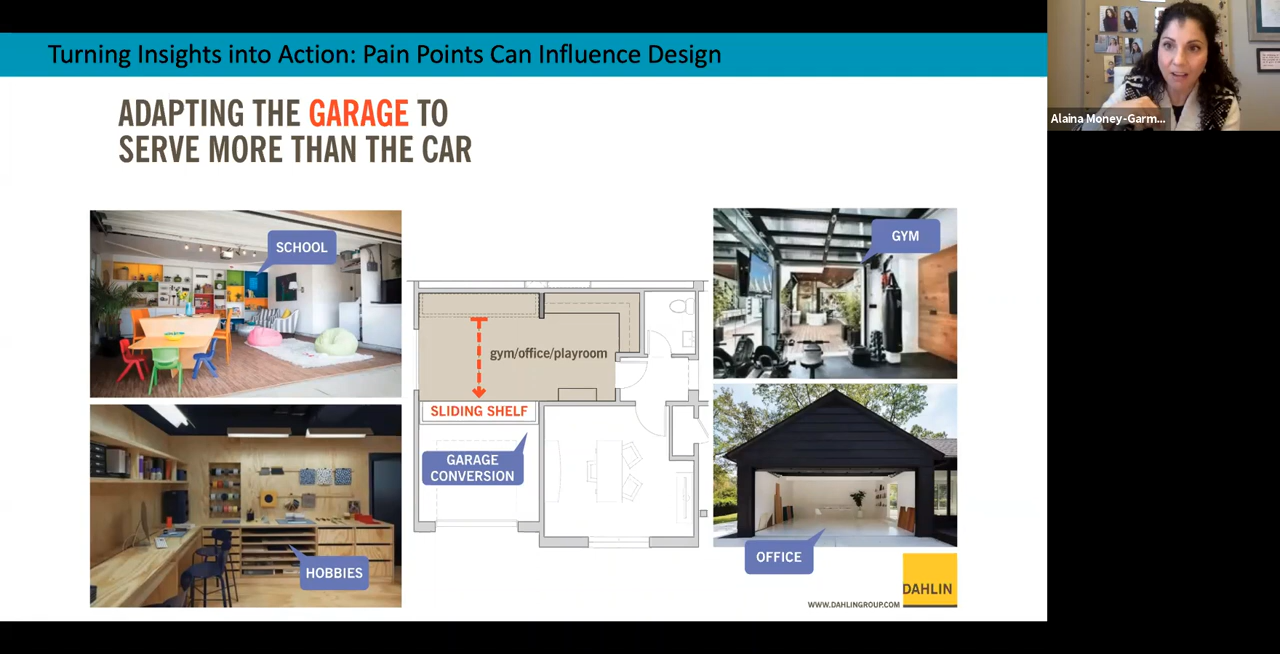 Turning Insights into Action: Pain Points Can Influence Design
Alaina Money-Garm...
ADAPTING THE GARAGE TO
SERVE MORE THAN THE CAR
SCHOOL
GYM
gym/office/playroom
SLIDING SHELF
GARAGE
CONVERSION
HOBBIES
OFFICE
DAHLIN
WWW.DAHLINGROUP.COM